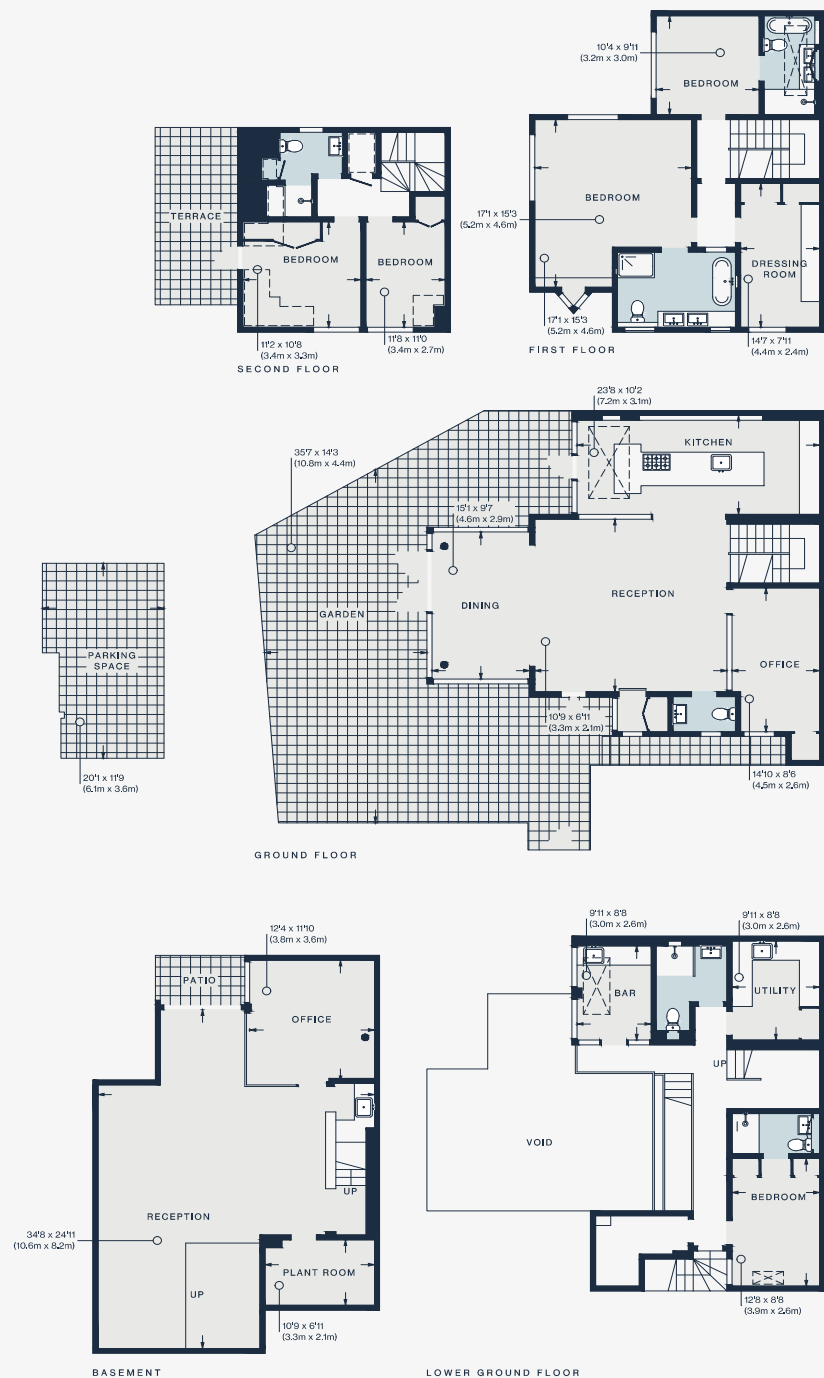 10'4 x 9'11
(3.2m x 3.0m)
BEDROOM
BEDROOM
17'1 x 15'3
(5.2m x 4.6m)
DRESSING
ROOM
17'1 x 15'3
(5.2m x 4.6m)
14'7 x 7'11
(4.4m x 2.4m)
FIRST FLOOR
TERRACE
BEDROOM
BEDROOM
11'2 x 10'8
(3.4m x 3.3m)
11'8 x 11'0
(3.4m x 2.7m)
SECOND FLOOR
23'8 x 10'2
(7.2m x 3.1m)
KITCHEN
35'7 x 14'3
(10.8m x 4.4m)
15'1 x 9'7
(4.6m x 2.9m)
GARDEN
DINING
RECEPTION
OFFICE
10'9 x 6'11
(3.3m x 2.1m)
14'10 x 8'6
(4.5m x 2.6m)
GROUND FLOOR
PARKING
SPACE
20'1 x 11'9
(6.1m x 3.6m)
12'4 x 11'10
(3.8m x 3.6m)
PATIO
OFFICE
UP
RECEPTION
34'8 x 24'11
(10.6m x 8.2m)
UP
PLANT ROOM
10'9 x 6'11
(3.3m x 2.1m)
BASEMENT
9'11 x 8'8
(3.0m x 2.6m)
9'11 x 8'8
(3.0m x 2.6m)
BAR
UTILITY
UP
VOID
BEDROOM
12'8 x 8'8
(3.9m x 2.6m)
LOWER GROUND FLOOR